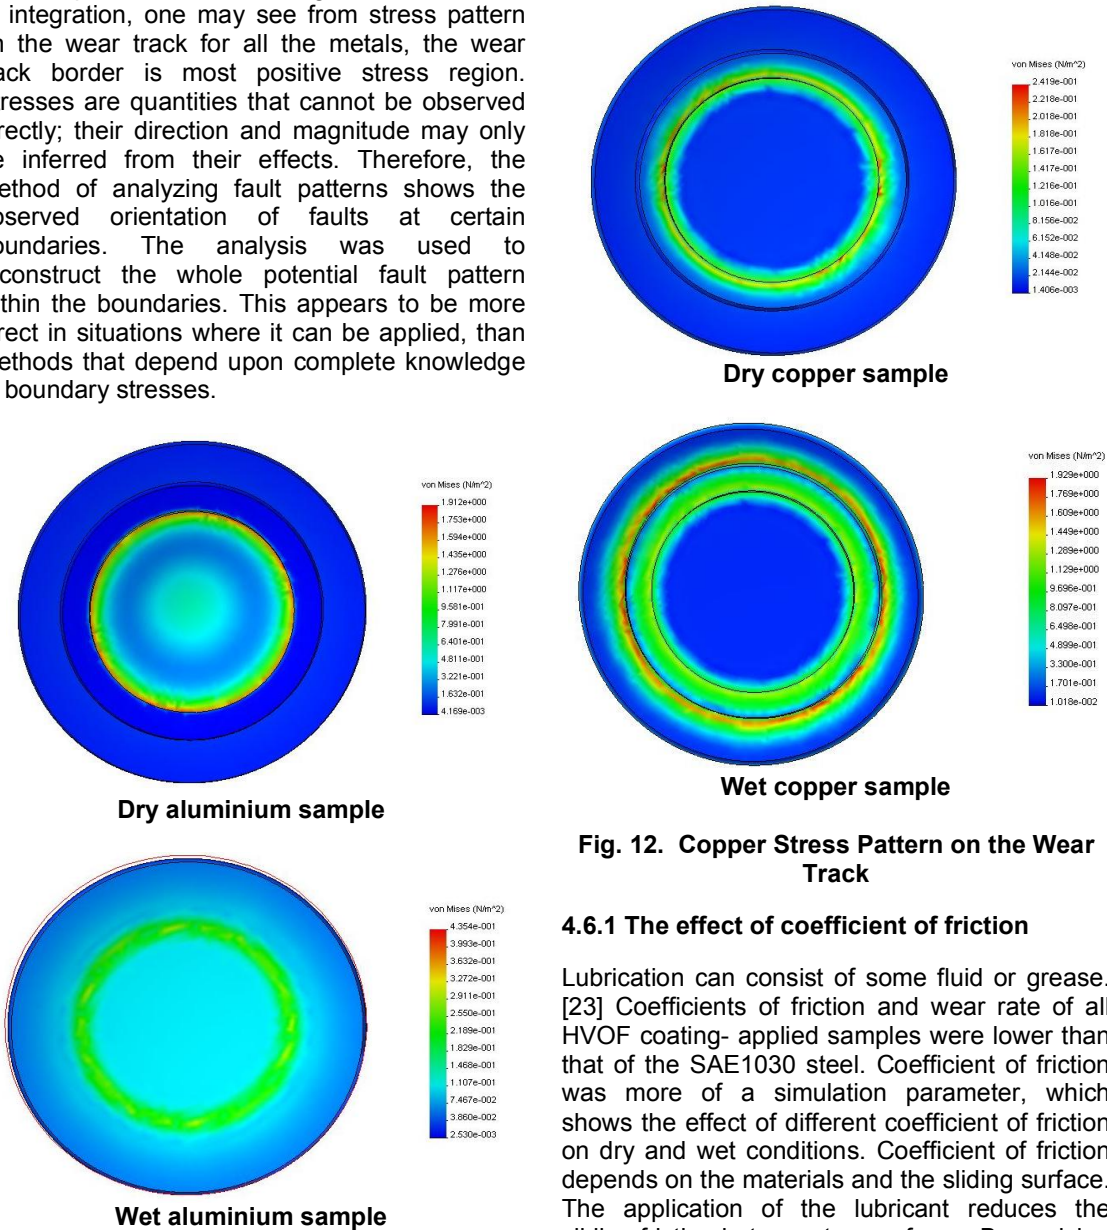 integration, one may see from stress pattern
the wear track for all the metals, the wear
border is most positive stress region.
are quantities that cannot be observed
their direction and magnitude may only
inferred from their effects. Therefore, the
of analyzing fault patterns shows the
orientation of faults at certain
The analysis was used to
the whole potential fault pattern
the boundaries. This appears to be more
in situations where it can be applied, than
that depend upon complete knowledge
boundary stresses.
von Mises (N/m^2)
1.912e+000
1.753e+000
1.594e+000
1.435e+000
1.276e+000
1.117e+000
9.581e-001
7.991e-001
6.401e-001
4.811e-001
3.221e-001
1.632e-001
4.169e-003
Dry aluminium sample
von Mises (N/m^2)
4.354e-001
3.993e-001
3.632e-001
3.272e-001
2.911e-001
2.550e-001
2.189e-001
1.829e-001
1.468e-001
1.107e-001
7.467e-002
3.860e-002
2.530e-003
Wet aluminium sample
von Mises (N/m^2)
2.419e-001
2.218e-001
2.018e-001
1.818e-001
1.617e-001
1.417e-001
1.216e-001
1.016e-001
8.156e-002
6.152e-002
4.148e-002
2.144e-002
1.406e-003
Dry copper sample
von Mises (N/m^2)
1.929e+000
1.769e+000
1.609e+000
1.449e+000
1.289e+000
1.129e+000
9.696e-001
8.097e-001
6.498e-001
4.899e-001
3.300e-001
1.701e-001
1.018e-002
Wet copper sample
Fig. 12. Copper Stress Pattern on the Wear
Track
4.6.1 The effect of coefficient of friction
Lubrication can consist of some fluid or grease.
[23] Coefficients of friction and wear rate of all
HVOF coating- applied samples were lower than
that of the SAE1030 steel. Coefficient of friction
was more of a simulation parameter, which
shows the effect of different coefficient of friction
on dry and wet conditions. Coefficient of friction
depends on the materials and the sliding surface.
The application of the lubricant reduces the